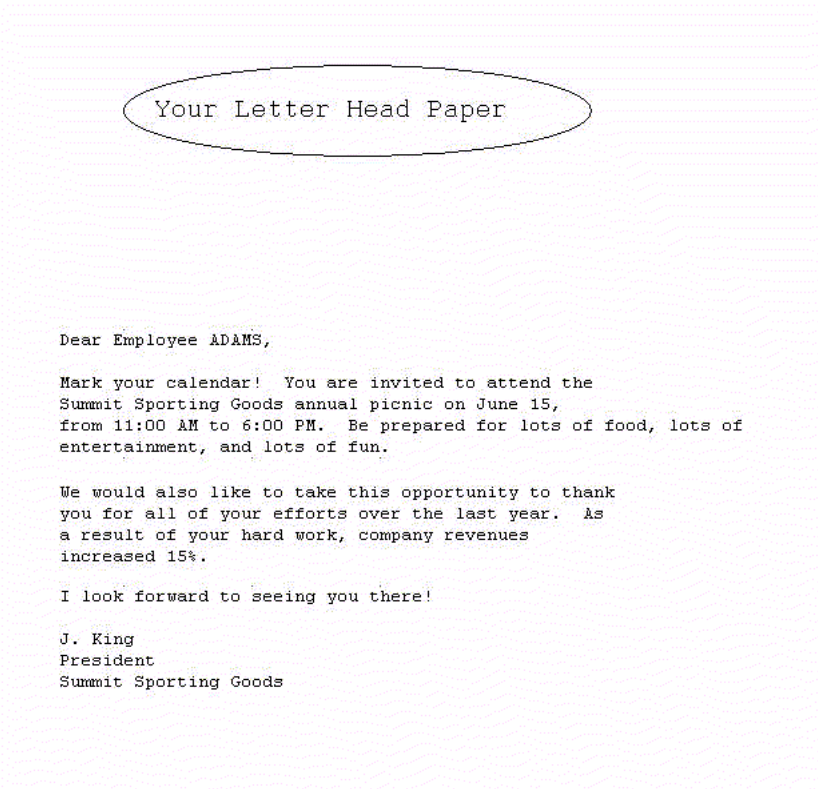 Your Letter Head Paper
Dear Employee ADAMS,
Mark your calendar!  You are invited to attend the
Summit Sporting Goods annual picnic on June 15,
from 11:00 AM to 6:00 PM.  Be prepared for lots of food, lots of
entertainment, and lots of fun.
We would also like to take this opportunity to thank
you for all of your efforts over the last year.  As
a result of your hard work, company revenues
increased 15%.
I look forward to seeing you there!
J. King
President
Summit Sporting Goods